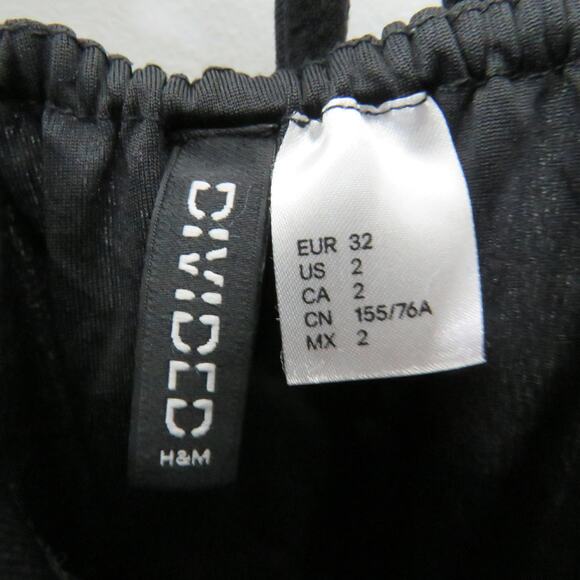 DIVIDED
H&M
EUR 32
US 2
CA 2
CN 155/76A
MX 2